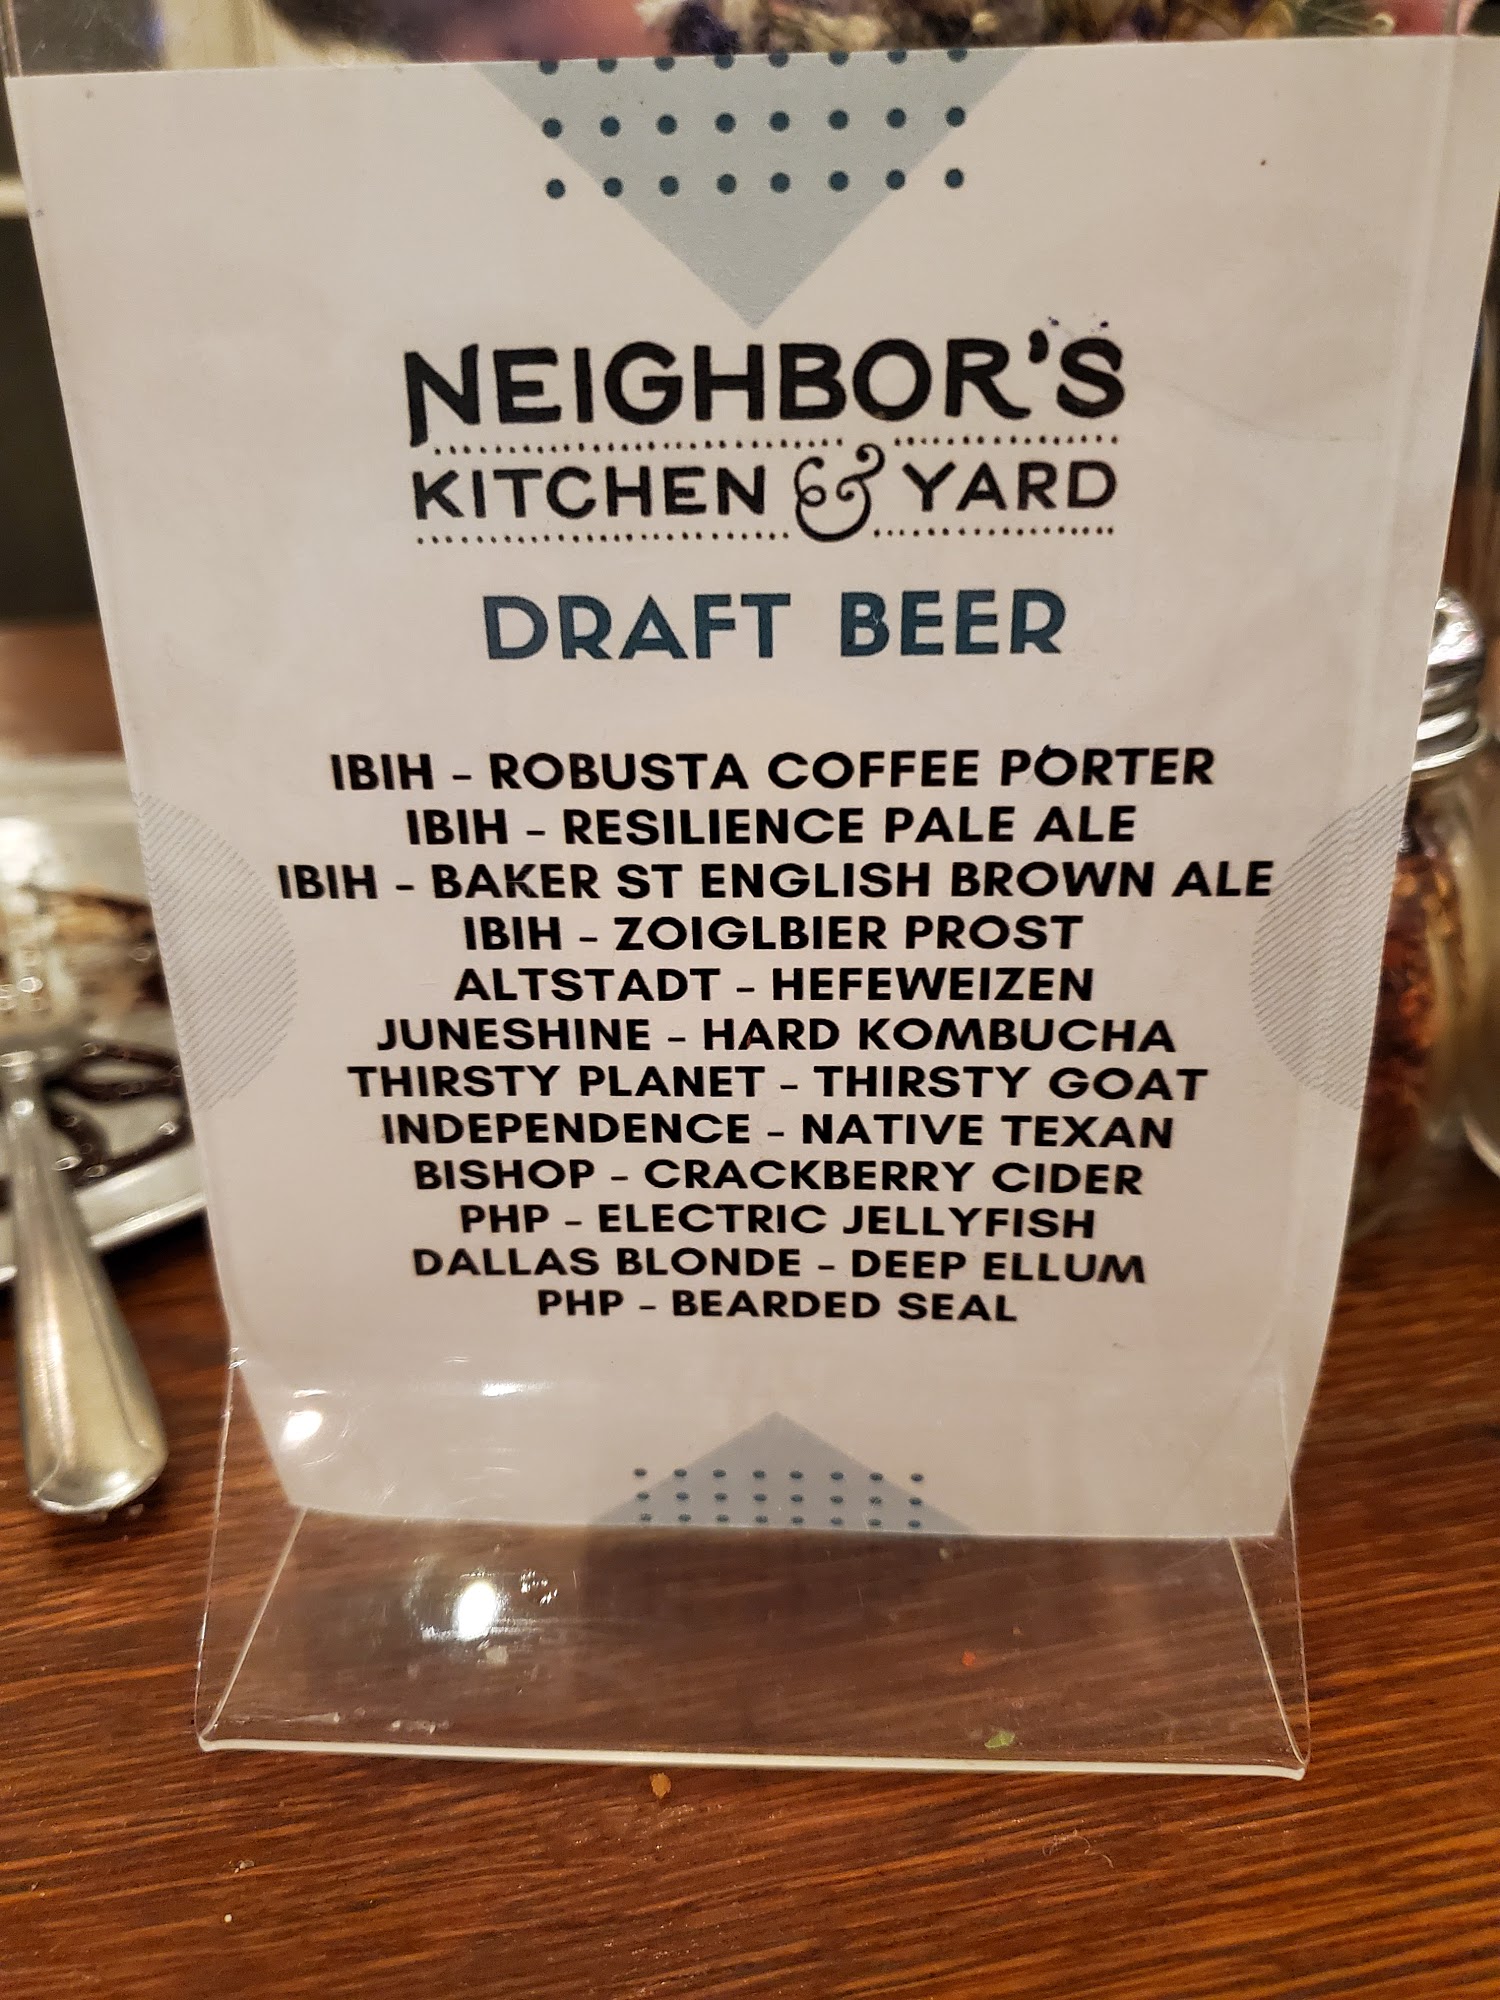 NEIGHBOR'S
KITCHEN & YARD
DRAFT BEER
IBIH - ROBUSTA COFFEE PORTER
IBIH - RESILIENCE PALE ALE
IBIH - BAKER ST ENGLISH BROWN ALE
IBIH - ZOIGLBIER PROST
ALTSTADT - HEFEWEIZEN
JUNESHINE - HARD KOMBUCHA
THIRSTY PLANET - THIRSTY GOAT
INDEPENDENCE - NATIVE TEXAN
BISHOP - CRACKBERRY CIDER
PHP - ELECTRIC JELLYFISH
DALLAS BLONDE - DEEP ELLUM
PHP - BEARDED SEAL